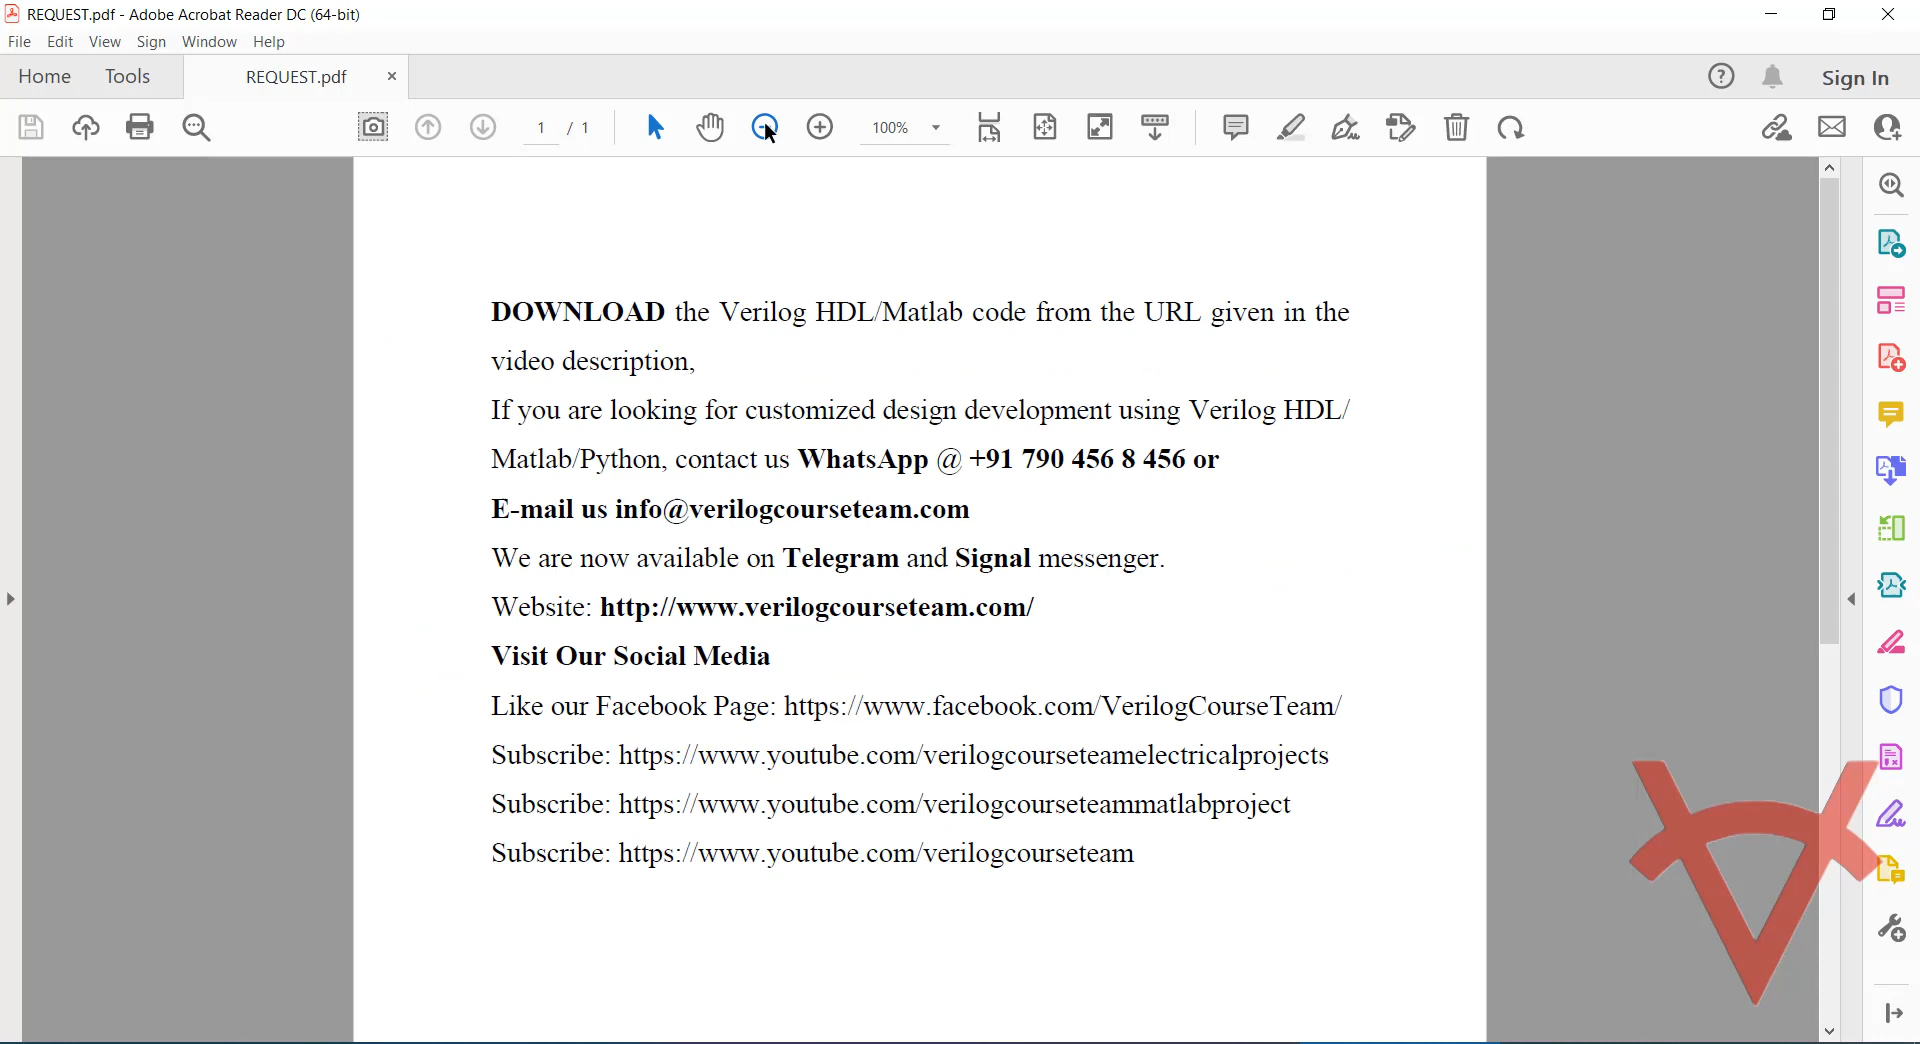 REQUEST.pdf - Adobe Acrobat Reader DC (64-bit)
File Edit View Sign Window Help
Home Tools REQUEST.pdf × Sign In
1 / 1 100%
DOWNLOAD the Verilog HDL/Matlab code from the URL given in the
video description,
If you are looking for customized design development using Verilog HDL/
Matlab/Python, contact us WhatsApp @ +91 790 456 8 456 or
E-mail us info@verilogcourseteam.com
We are now available on Telegram and Signal messenger.
Website: http://www.verilogcourseteam.com/
Visit Our Social Media
Like our Facebook Page: https://www.facebook.com/VerilogCourseTeam/
Subscribe: https://www.youtube.com/verilogcourseteamelectricalprojects
Subscribe: https://www.youtube.com/verilogcourseteammatlabproject
Subscribe: https://www.youtube.com/verilogcourseteam